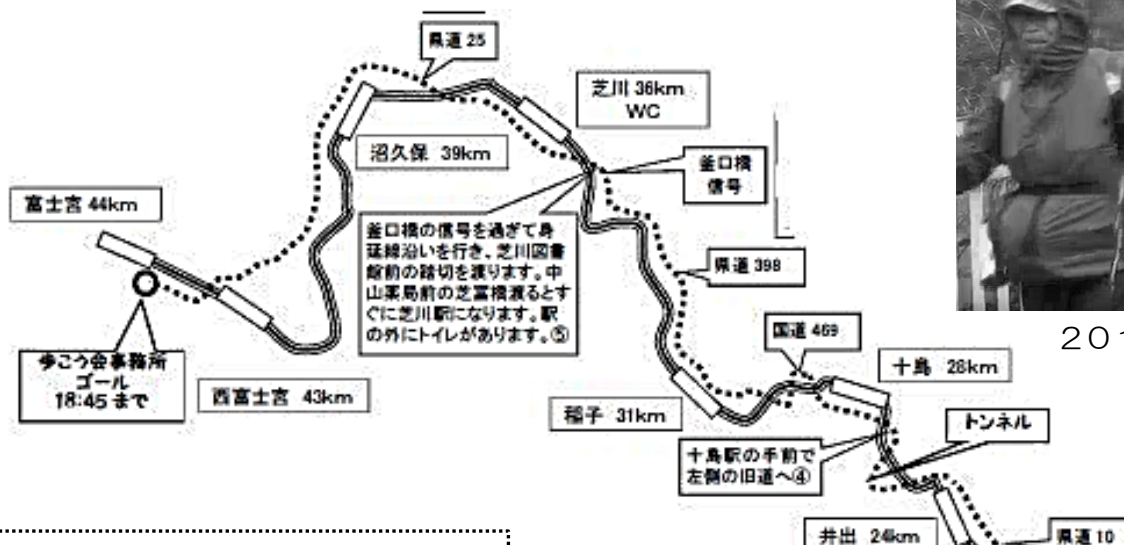 県道 25
芝川 36km
WC
沼久保 39km
釜口橋
信号
富士宮 44km
釜口橋の信号を過ぎて身
延線沿いを行き、芝川図書
館前の踏切を渡ります。中
山薬局前の芝富橋渡るとす
ぐに芝川駅になります。駅
の外にトイレがあります。⑤
県道 398
国道 469
歩こう会事務所
ゴール
18:45 まで
西富士宮 43km
稲子 31km
十島 28km
トンネル
十島駅の手前で
左側の旧道へ④
井出 24km
県道 10
201